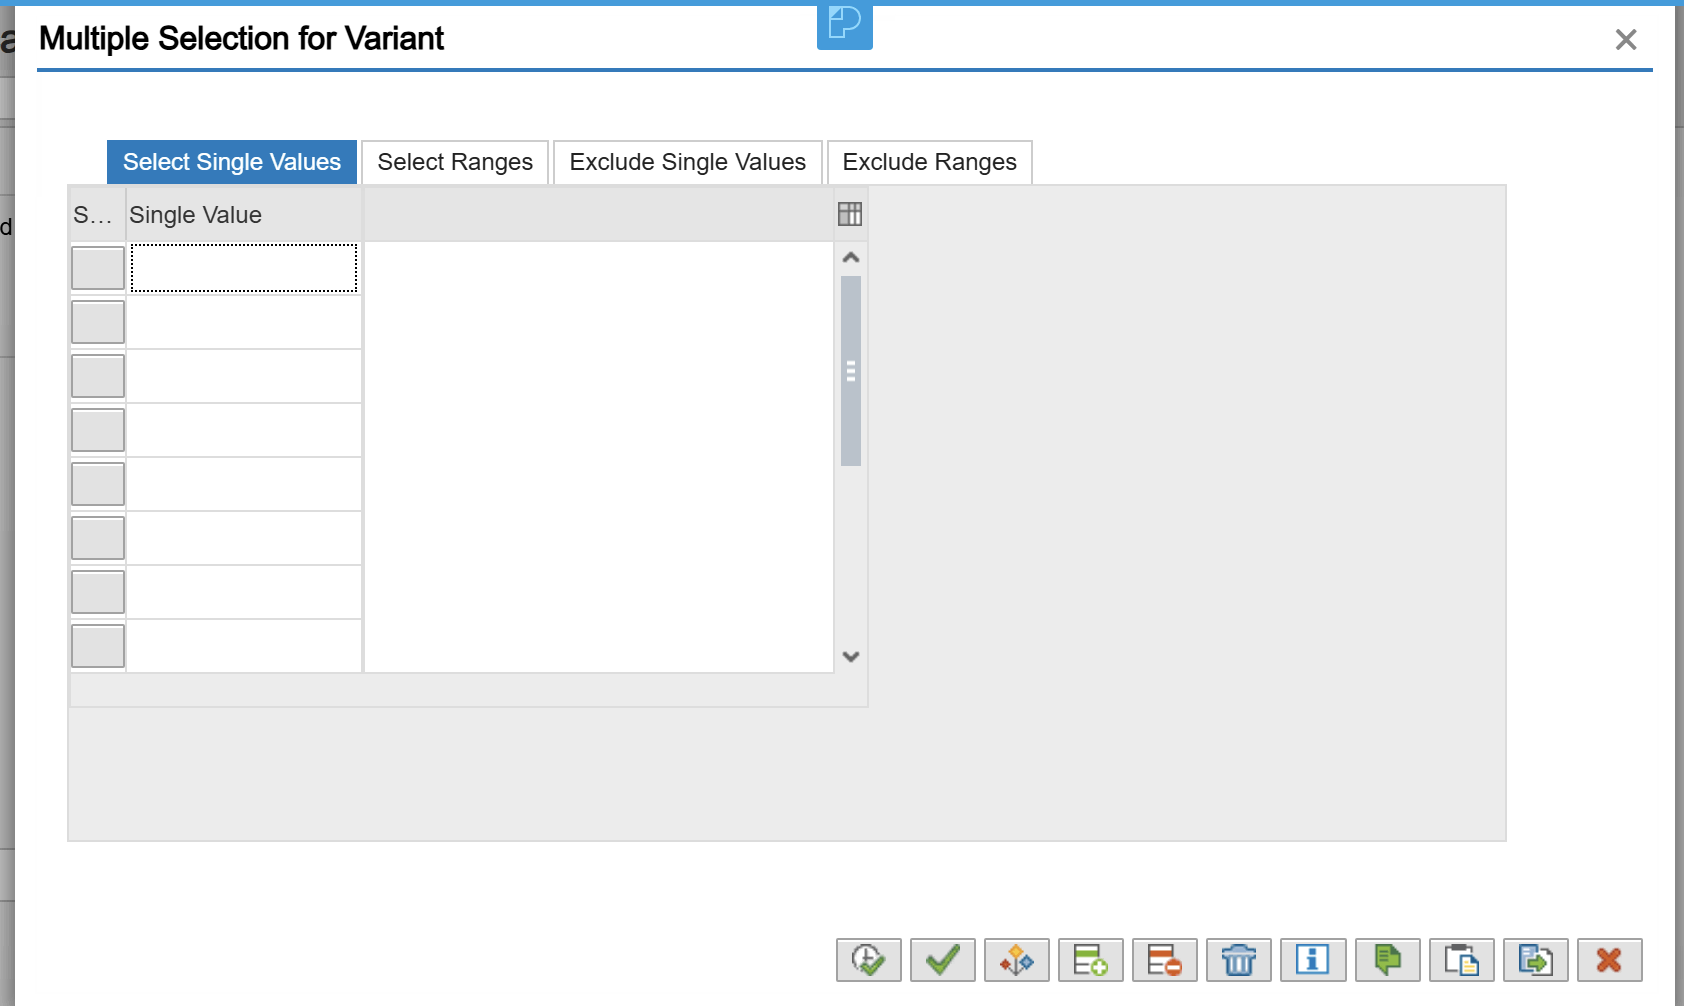 Multiple Selection for Variant
Select Single Values
Select Ranges
Exclude Single Values
Exclude Ranges
S...
Single Value
a
d